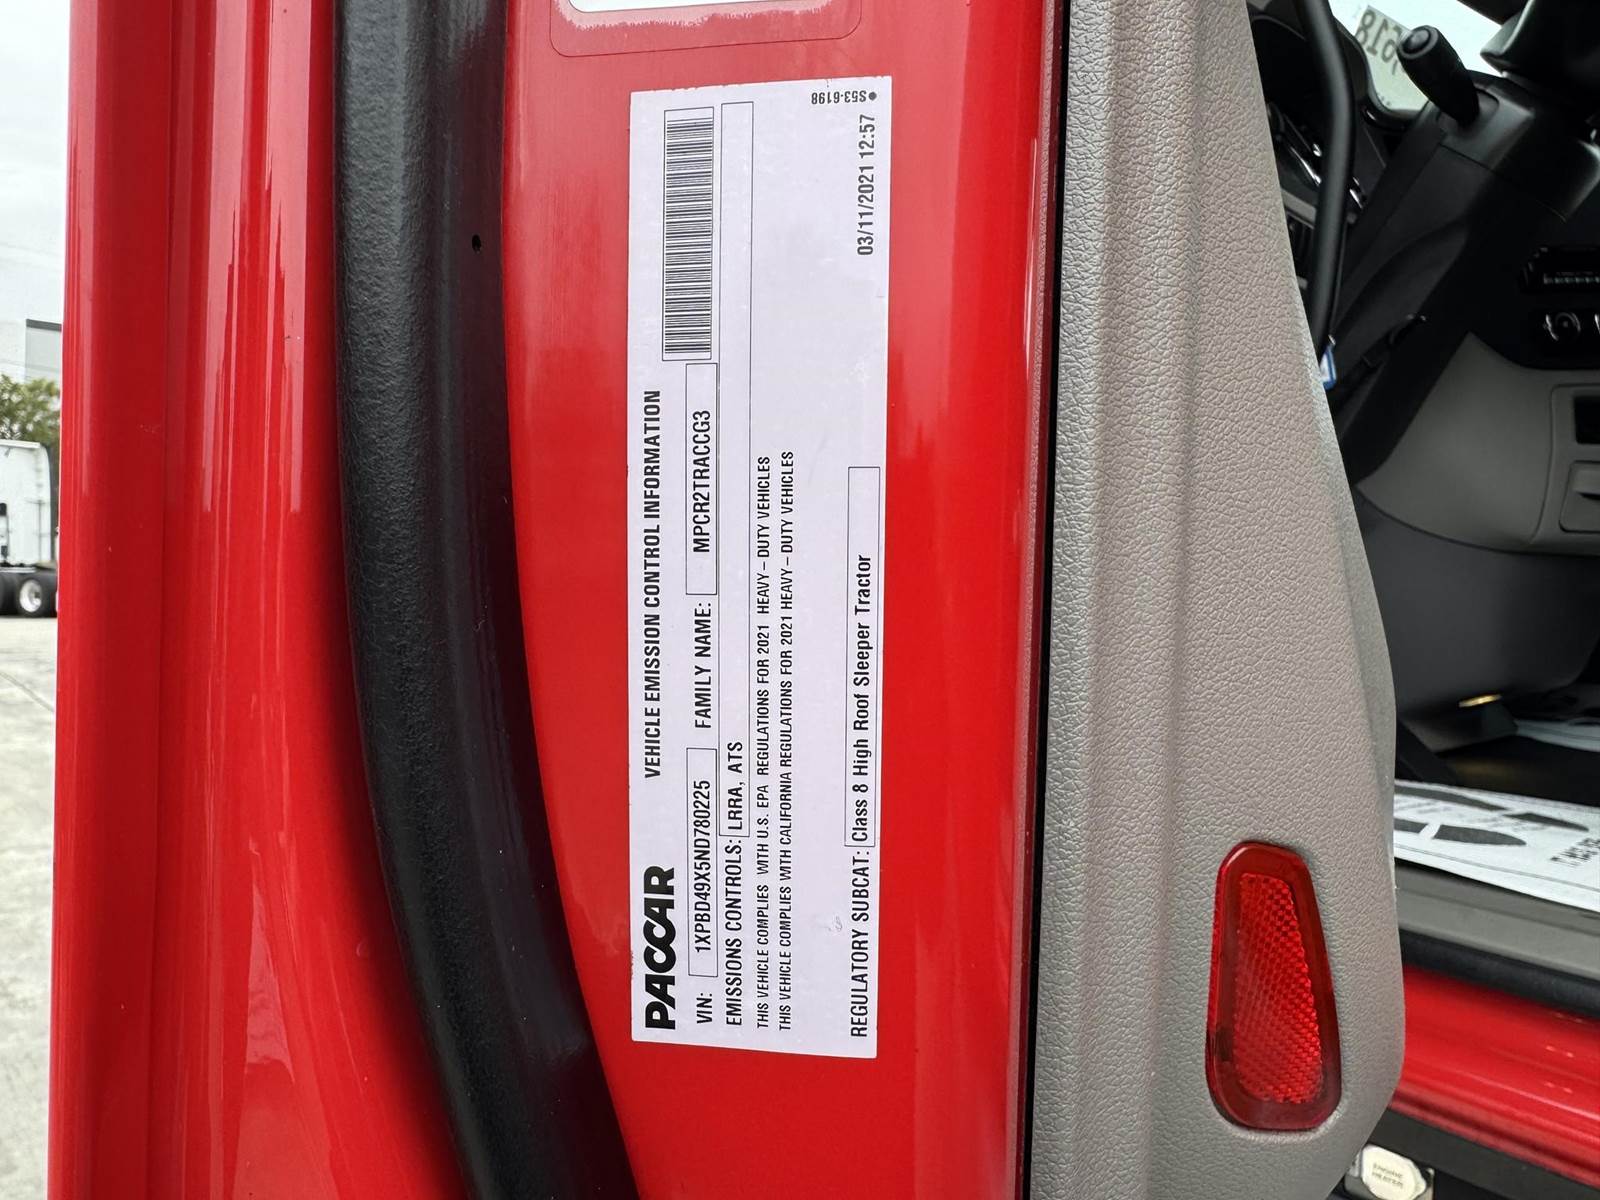 PACCAR VEHICLE EMISSION CONTROL INFORMATION
VIN: 1XPBD49X5ND780225 FAMILY NAME: MPCR2TRACCG3
EMISSIONS CONTROLS: LRRA, ATS
THIS VEHICLE COMPLIES WITH U.S. EPA REGULATIONS FOR 2021 HEAVY-DUTY VEHICLES
THIS VEHICLE COMPLIES WITH CALIFORNIA REGULATIONS FOR 2021 HEAVY-DUTY VEHICLES
REGULATORY SUBCAT: Class 8 High Roof Sleeper Tractor 03/11/2021 12:57
●S53-6198